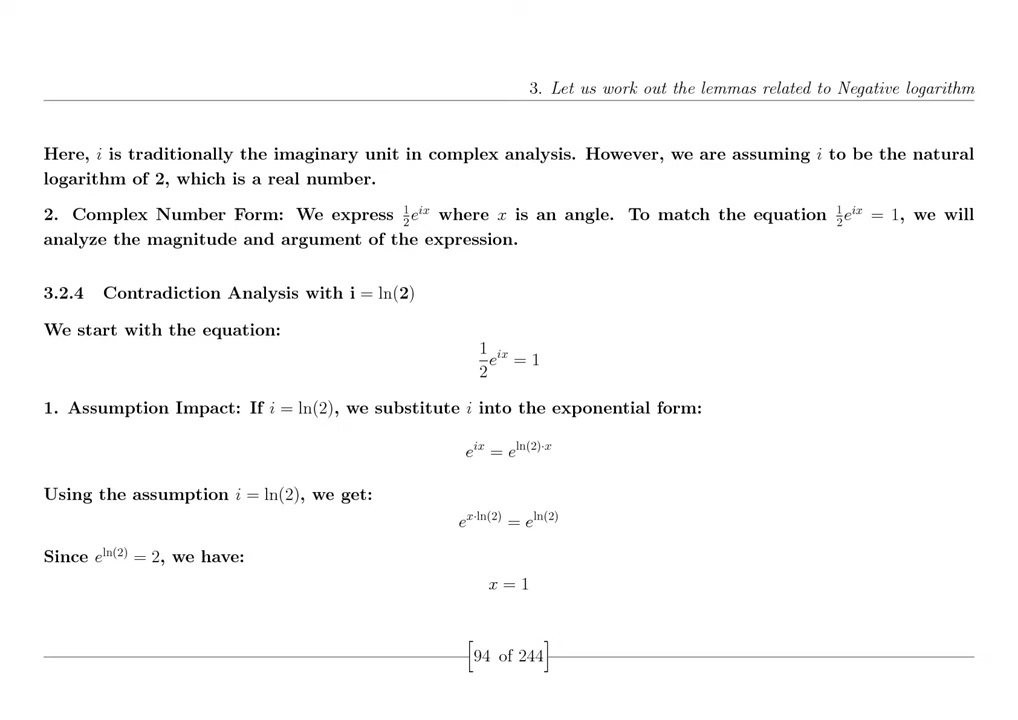 3. Let us work out the lemmas related to Negative logarithm
Here, i is traditionally the imaginary unit in complex analysis. However, we are assuming i to be the natural
logarithm of 2, which is a real number.
2. Complex Number Form: We express \frac{1}{2}e^{ix} where x is an angle. To match the equation \frac{1}{2}e^{ix} = 1, we will
analyze the magnitude and argument of the expression.
3.2.4 Contradiction Analysis with i = ln(2)
We start with the equation:
\frac{1}{2}e^{ix} = 1
1. Assumption Impact: If i = ln(2), we substitute i into the exponential form:
e^{ix} = e^{ln(2)·x}
Using the assumption i = ln(2), we get:
e^{x·ln(2)} = e^{ln(2)}
Since e^{ln(2)} = 2, we have:
x = 1
[94 of 244]